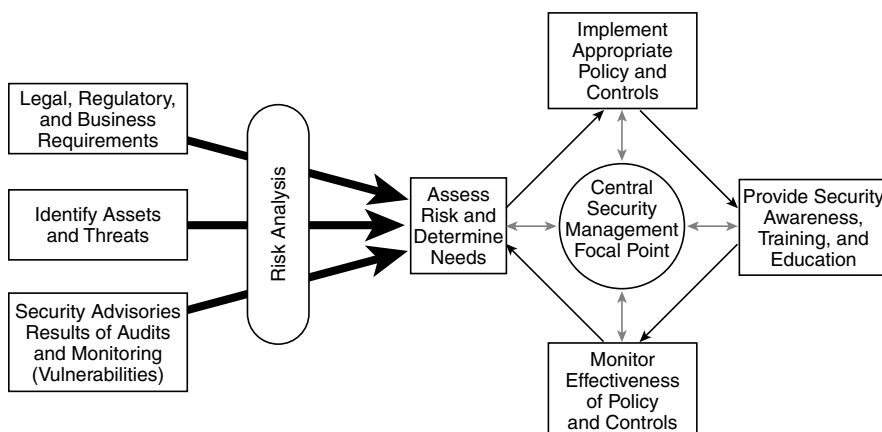 Legal, Regulatory,
and Business
Requirements
Identify Assets
and Threats
Security Advisories
Results of Audits
and Monitoring
(Vulnerabilities)
Risk Analysis
Assess
Risk and
Determine
Needs
Implement
Appropriate
Policy and
Controls
Central
Security
Management
Focal Point
Provide Security
Awareness,
Training, and
Education
Monitor
Effectiveness
of Policy
and Controls